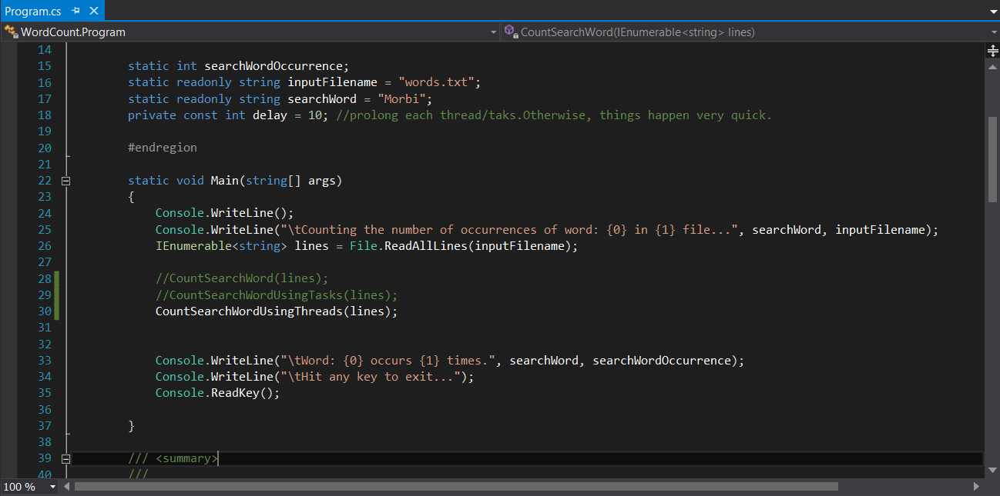 Program.cs
WordCount.Program CountSearchWord(IEnumerable<string> lines)
14
15 static int searchWordOccurrence;
16 static readonly string inputFilename = "words.txt";
17 static readonly string searchWord = "Morbi";
18 private const int delay = 10; //prolong each thread/taks.Otherwise, things happen very quick.
19
20 #endregion
21
22 static void Main(string[] args)
23 {
24 Console.WriteLine();
25 Console.WriteLine("\tCounting the number of occurrences of word: {0} in {1} file...", searchWord, inputFilename);
26 IEnumerable<string> lines = File.ReadAllLines(inputFilename);
27
28 //CountSearchWord(lines);
29 //CountSearchWordUsingTasks(lines);
30 CountSearchWordUsingThreads(lines);
31
32
33 Console.WriteLine("\tWord: {0} occurs {1} times.", searchWord, searchWordOccurrence);
34 Console.WriteLine("\tHit any key to exit...");
35 Console.ReadKey();
36
37 }
38
39 /// <summary>
40 ///
100 %